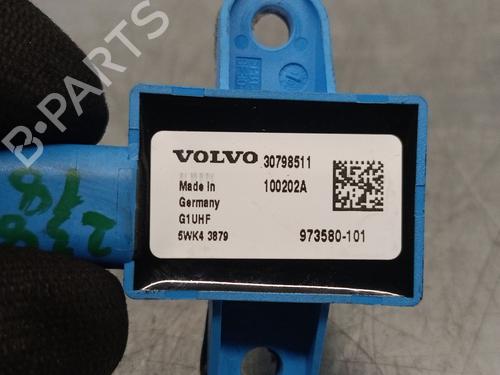 VOLVO 30798511
Made in 100202A
Germany
G1UHF
5WK4 3879 973580-101
B-PARTS